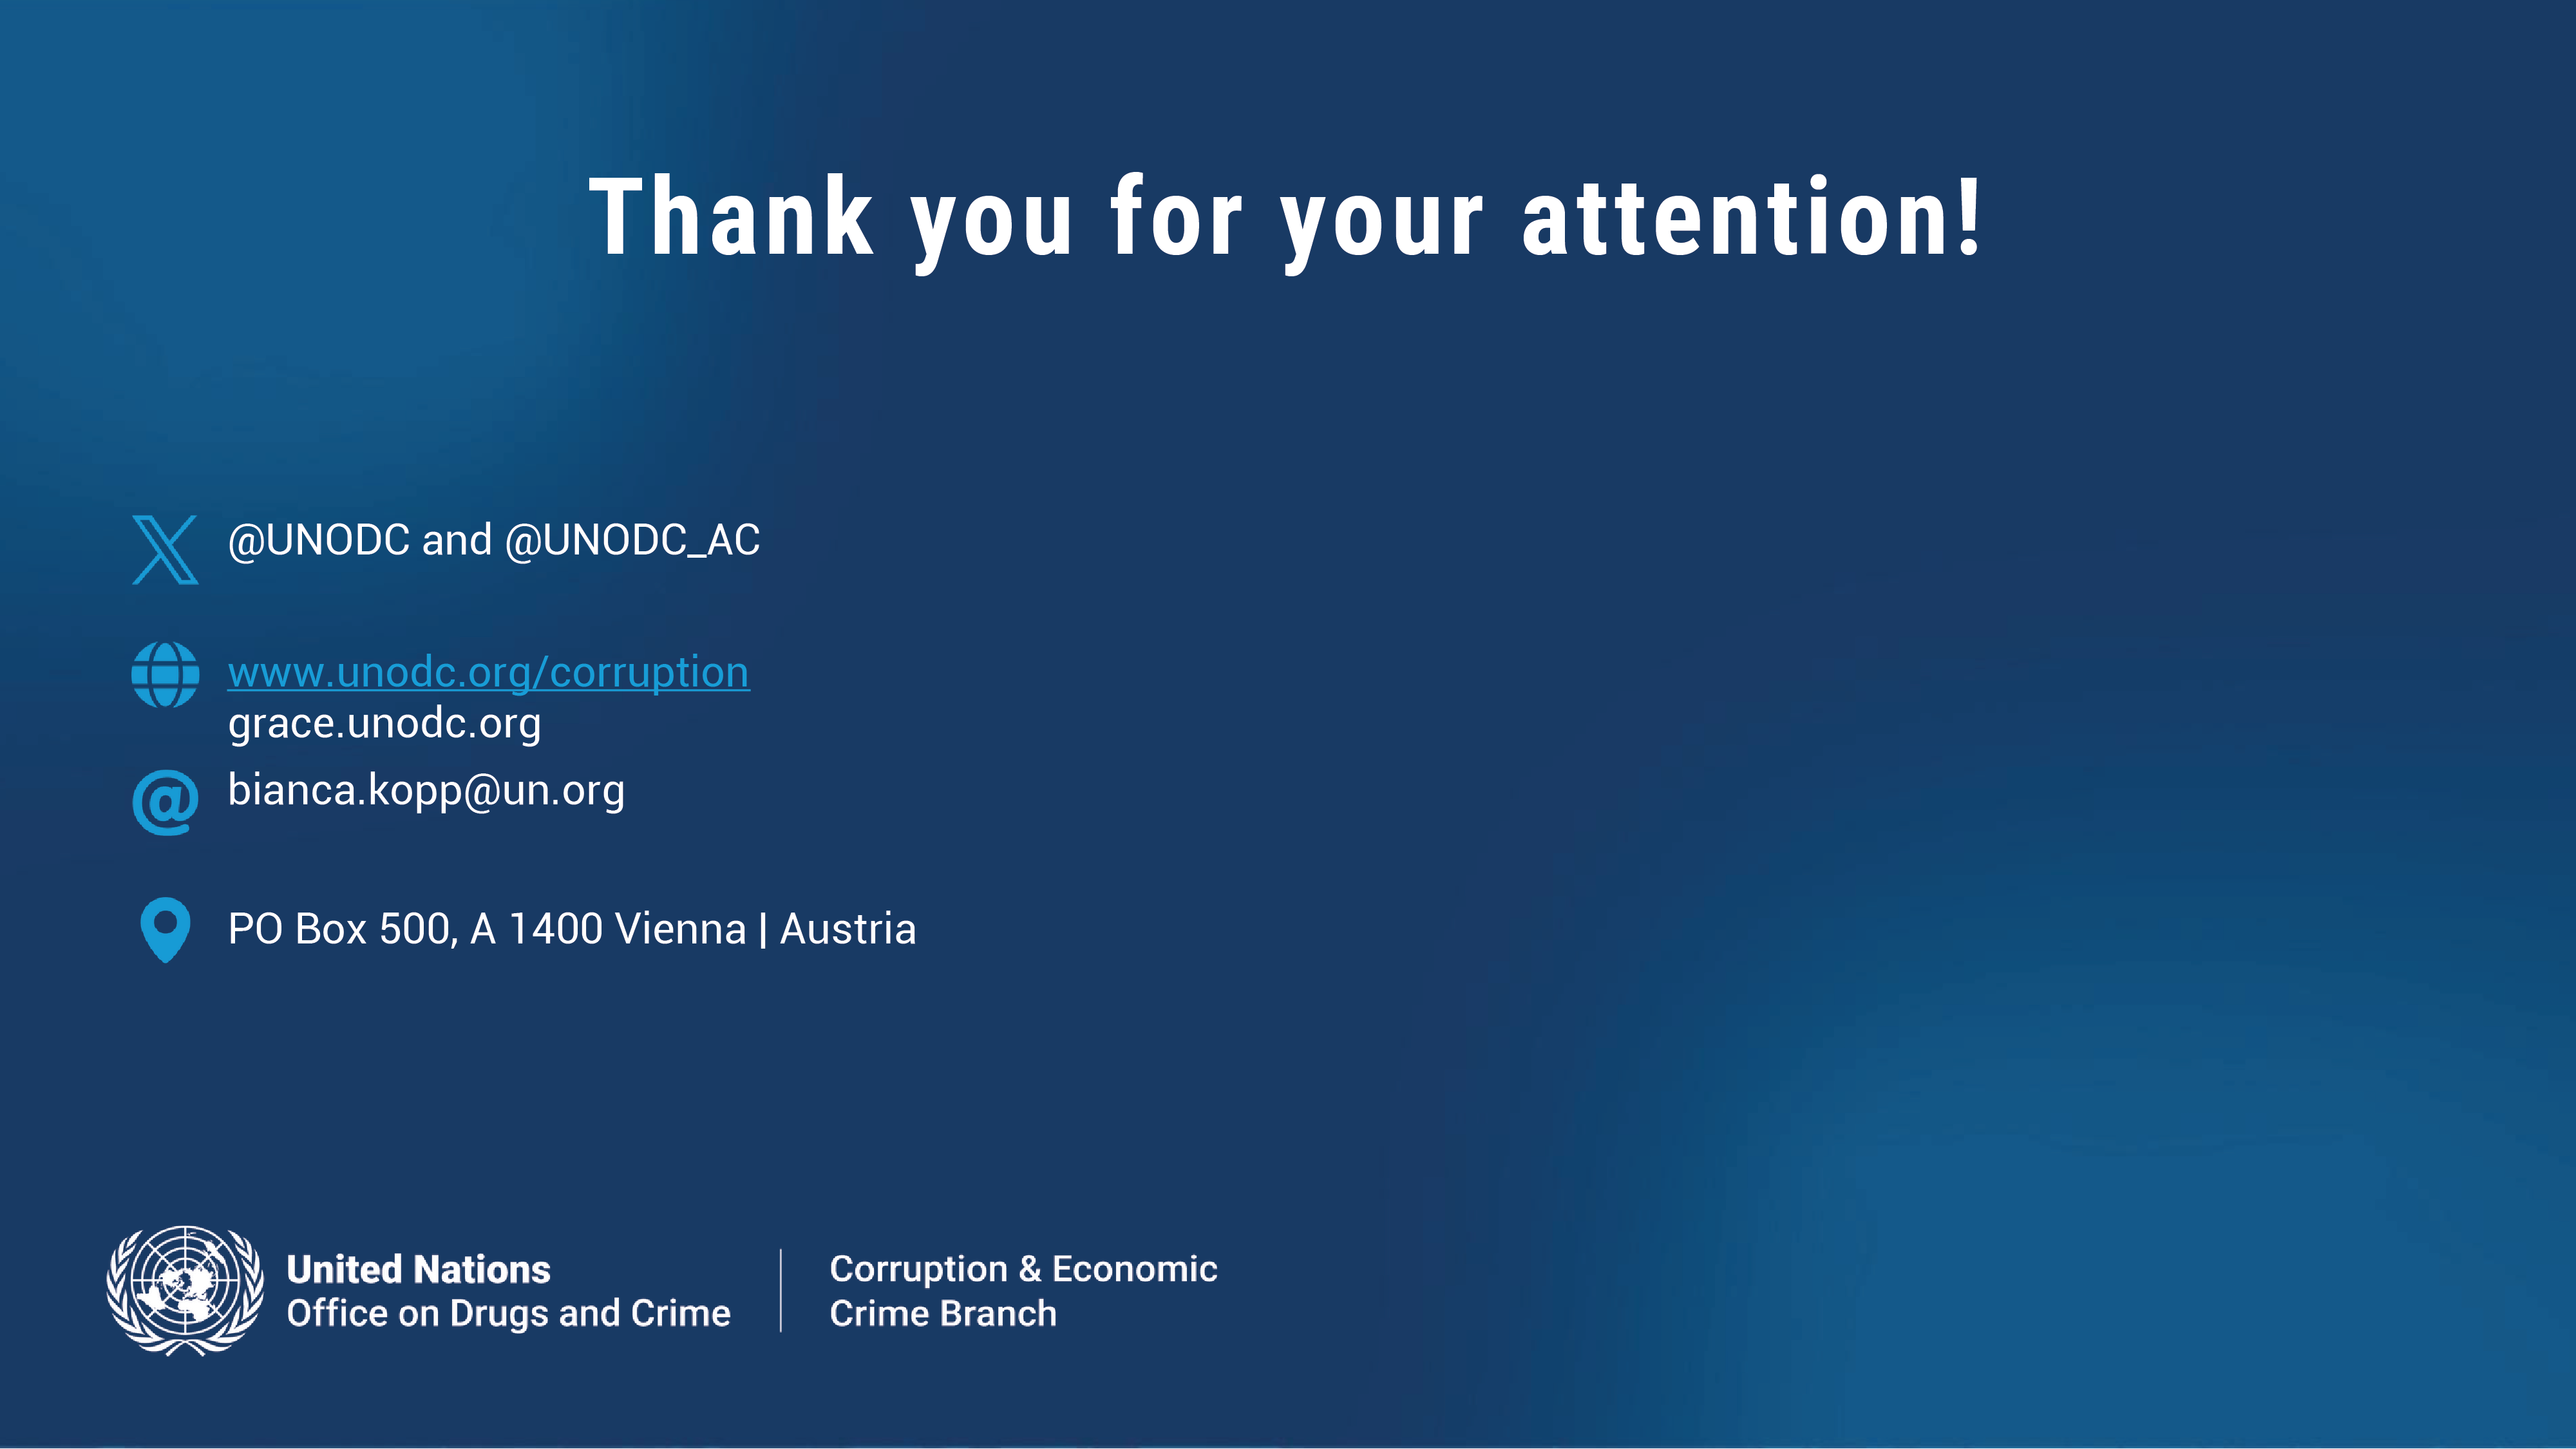 Thank you for your attention!
@UNODC and @UNODC_AC
www.unodc.org/corruption
grace.unodc.org
bianca.kopp@un.org
PO Box 500, A 1400 Vienna | Austria
United Nations
Office on Drugs and Crime
Corruption & Economic
Crime Branch